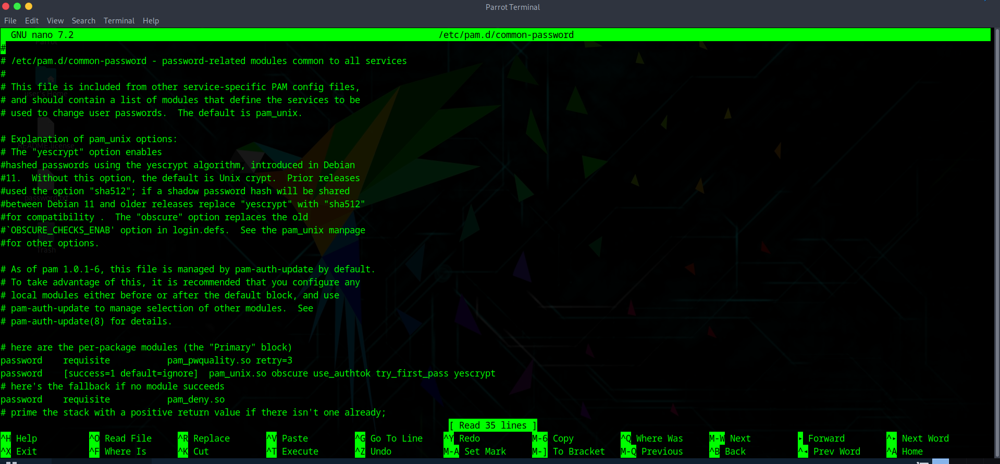 Parrot Terminal
File Edit View Search Terminal Help
GNU nano 7.2 /etc/pam.d/common-password
#
# /etc/pam.d/common-password - password-related modules common to all services
#
# This file is included from other service-specific PAM config files,
# and should contain a list of modules that define the services to be
# used to change user passwords.  The default is pam_unix.
# Explanation of pam_unix options:
# The "yescrypt" option enables
#hashed passwords using the yescrypt algorithm, introduced in Debian
#11.  Without this option, the default is Unix crypt.  Prior releases
#used the option "sha512"; if a shadow password hash will be shared
#between Debian 11 and older releases replace "yescrypt" with "sha512"
#for compatibility .  The "obscure" option replaces the old
#`OBSCURE_CHECKS_ENAB' option in login.defs.  See the pam_unix manpage
#for other options.
# As of pam 1.0.1-6, this file is managed by pam-auth-update by default.
# To take advantage of this, it is recommended that you configure any
# local modules either before or after the default block, and use
# pam-auth-update to manage selection of other modules.  See
# pam-auth-update(8) for details.
# here are the per-package modules (the "Primary" block)
password    requisite           pam_pwquality.so retry=3
password    [success=1 default=ignore]  pam_unix.so obscure use_authtok try_first_pass yescrypt
# here's the fallback if no module succeeds
password    requisite           pam_deny.so
# prime the stack with a positive return value if there isn't one already;
[ Read 35 lines ]
^H Help ^O Read File ^R Replace ^V Paste ^G Go To Line ^Y Redo M-6 Copy ^Q Where Was M-W Next ▸ Forward ^▸ Next Word
^X Exit ^F Where Is ^K Cut ^T Execute ^Z Undo M-A Set Mark M-] To Bracket M-Q Previous ^B Back ^◂ Prev Word ^A Home